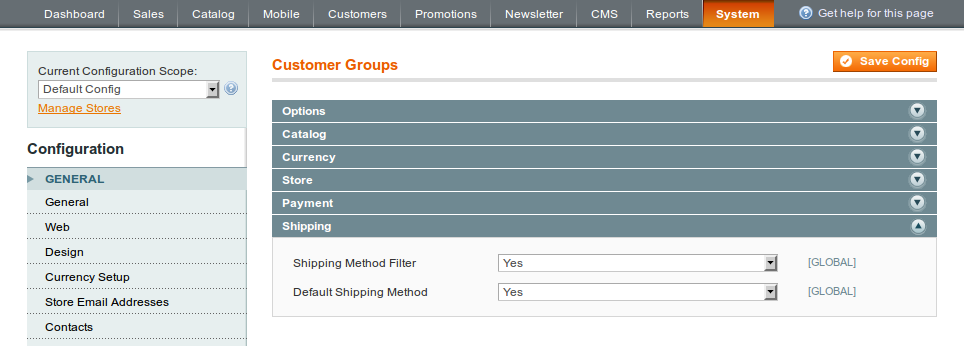 Dashboard Sales Catalog Mobile Customers Promotions Newsletter CMS Reports System Get help for this page
Current Configuration Scope:
Default Config
Manage Stores
Configuration
GENERAL
General
Web
Design
Currency Setup
Store Email Addresses
Contacts
Customer Groups Save Config
Options
Catalog
Currency
Store
Payment
Shipping
Shipping Method Filter Yes [GLOBAL]
Default Shipping Method Yes [GLOBAL]